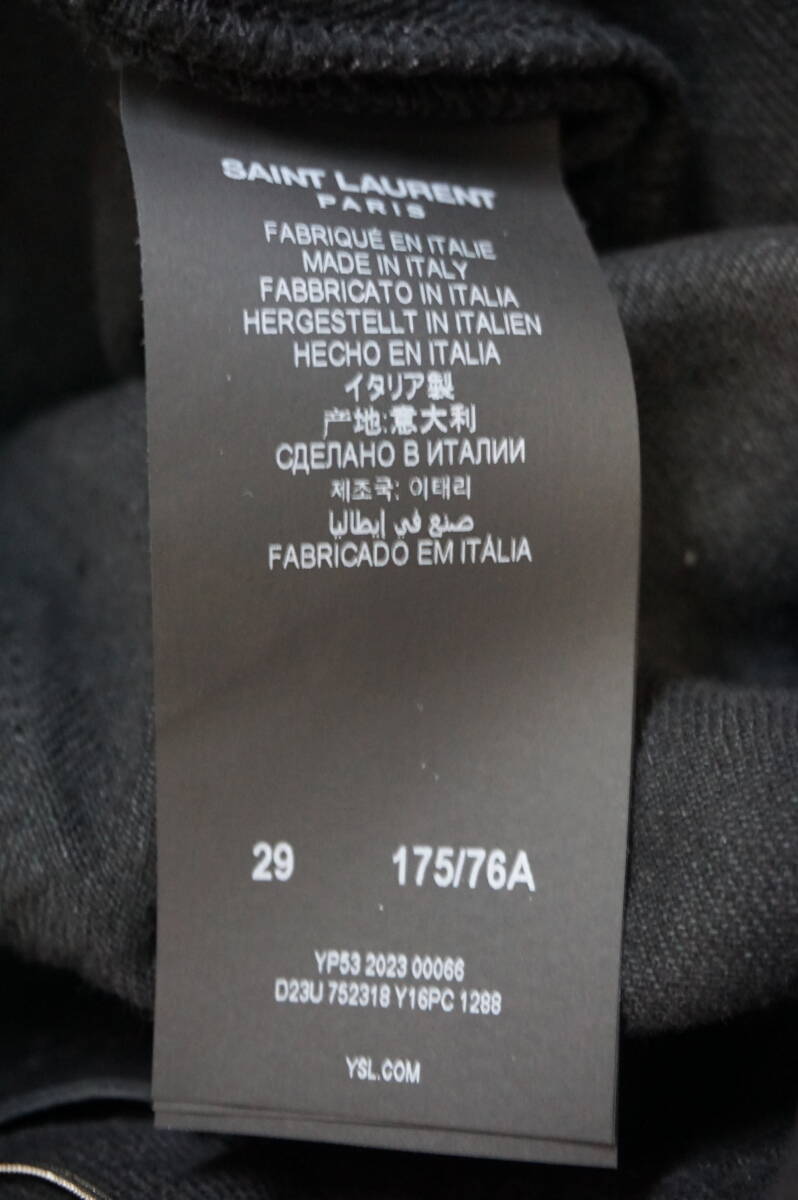 SAINT LAURENT
PARIS
FABRIQUÉ EN ITALIE
MADE IN ITALY
FABBRICATO IN ITALIA
HERGESTELLT IN ITALIEN
HECHO EN ITALIA
イタリア製
产地:意大利
СДЕЛАНО В ИТАЛИИ
제조국: 이태리
صنع في إيطاليا
FABRICADO EM ITÁLIA
29 175/76A
YP53 2023 00066
D23U 752318 Y16PC 1288
YSL.COM